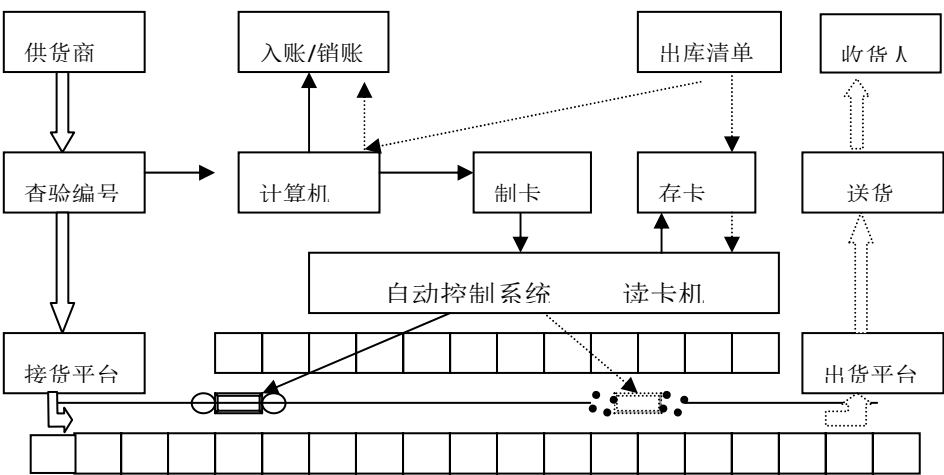 供货商
入账/销账
出库清单
收货人
查验编号
计算机
制卡
存卡
送货
自动控制系统 读卡机
接货平台
出货平台